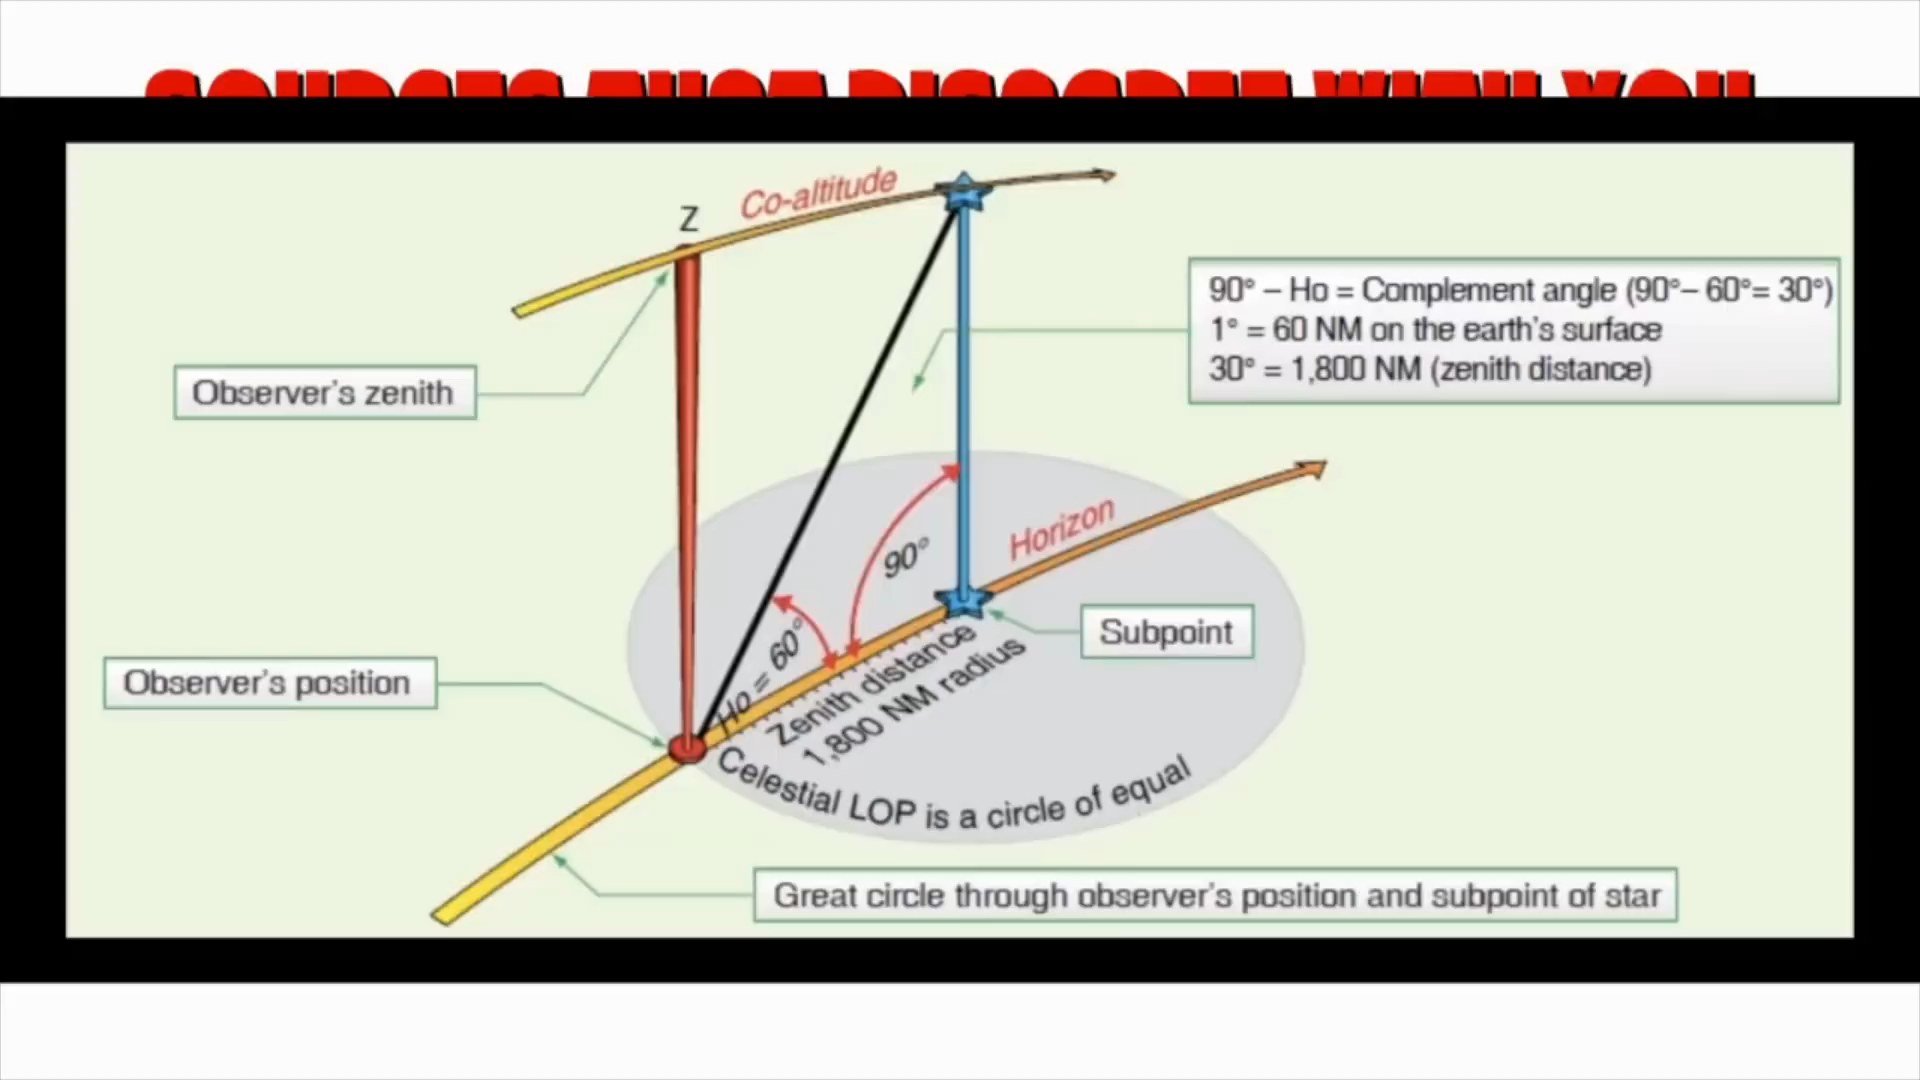 SOURCES THAT DISAGREE WITH YOU
Co-altitude
Z
90° – Ho = Complement angle (90°– 60°= 30°)
1° = 60 NM on the earth's surface
30° = 1,800 NM (zenith distance)
Observer's zenith
Horizon
90°
Ho = 60°
Subpoint
Zenith distance
1,800 NM radius
Observer's position
Celestial LOP is a circle of equal
Great circle through observer's position and subpoint of star